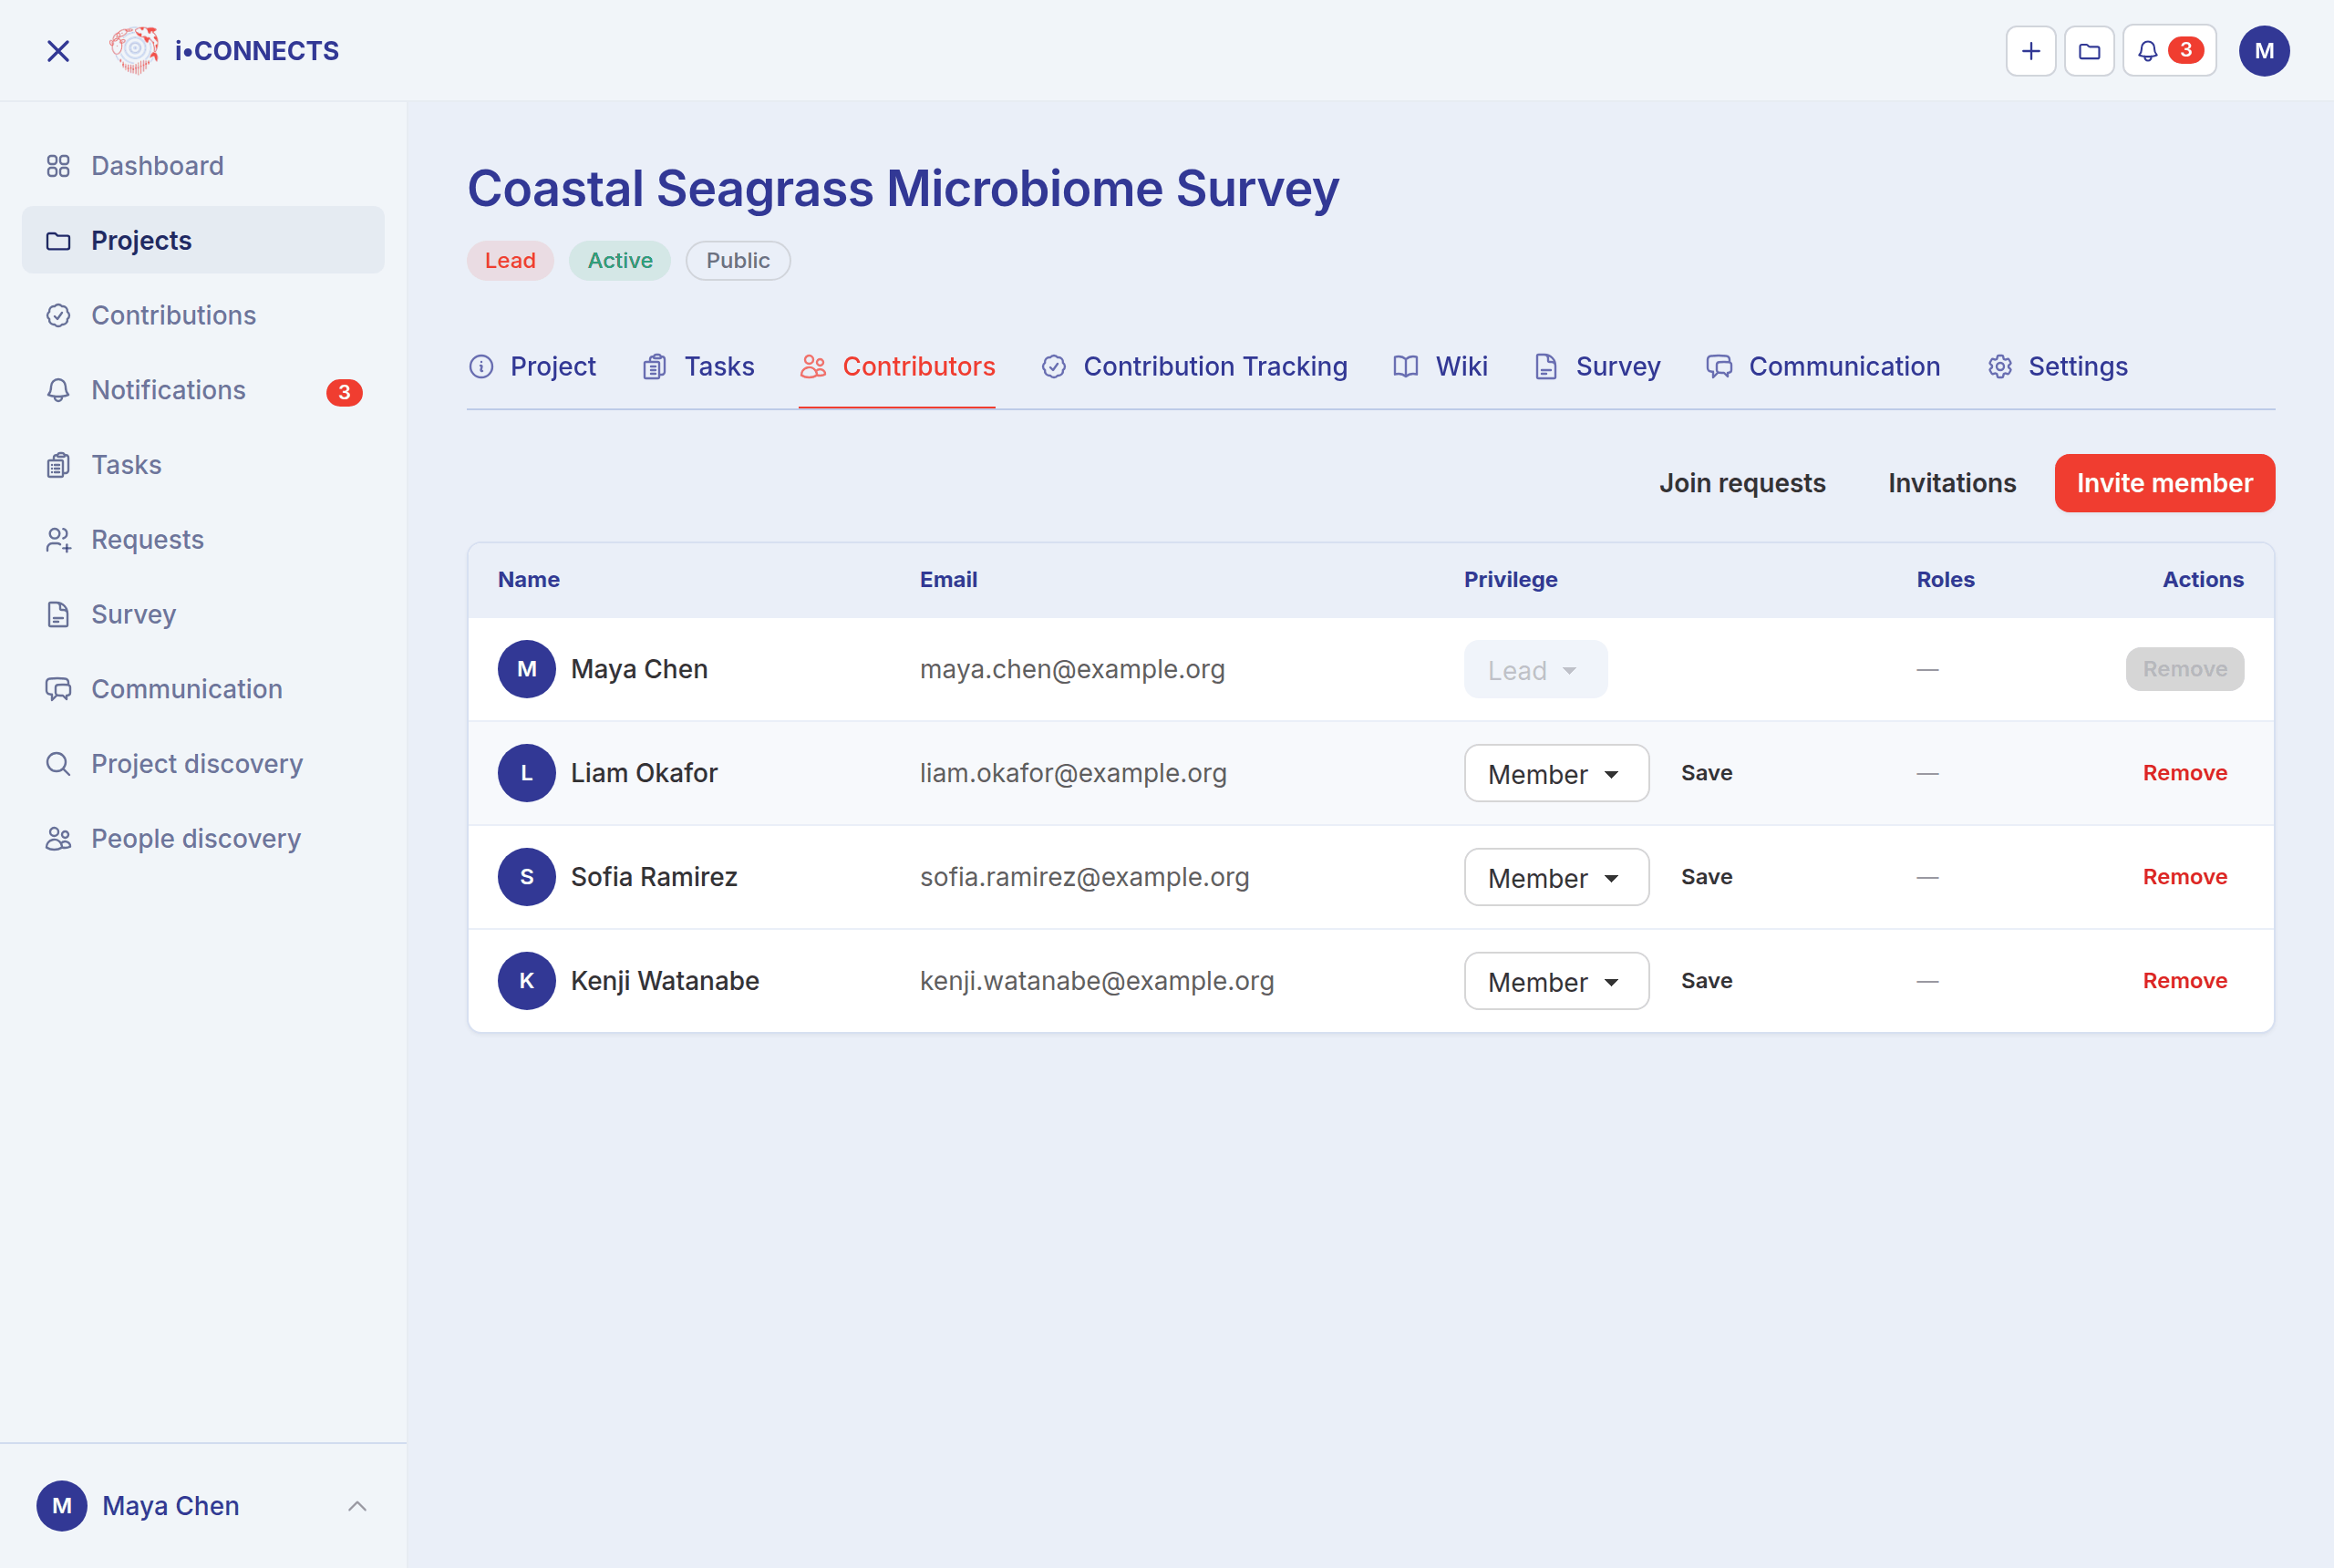 i•CONNECTS
3
M
Dashboard
Projects
Contributions
Notifications 3
Tasks
Requests
Survey
Communication
Project discovery
People discovery
Coastal Seagrass Microbiome Survey
Lead Active Public
Project Tasks Contributors Contribution Tracking Wiki Survey Communication Settings
Join requests Invitations Invite member
Name Email Privilege Roles Actions
M Maya Chen maya.chen@example.org Lead — Remove
L Liam Okafor liam.okafor@example.org Member Save — Remove
S Sofia Ramirez sofia.ramirez@example.org Member Save — Remove
K Kenji Watanabe kenji.watanabe@example.org Member Save — Remove
M Maya Chen